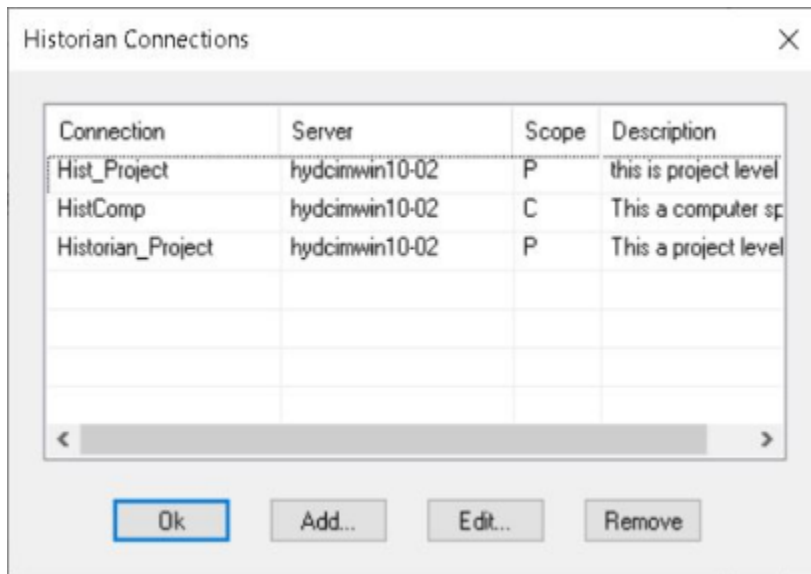 Historian Connections
Connection Server Scope Description
Hist_Project hydcimwin10-02 P this is project level
HistComp hydcimwin10-02 C This a computer sp
Historian_Project hydcimwin10-02 P This a project level
Ok Add... Edit... Remove